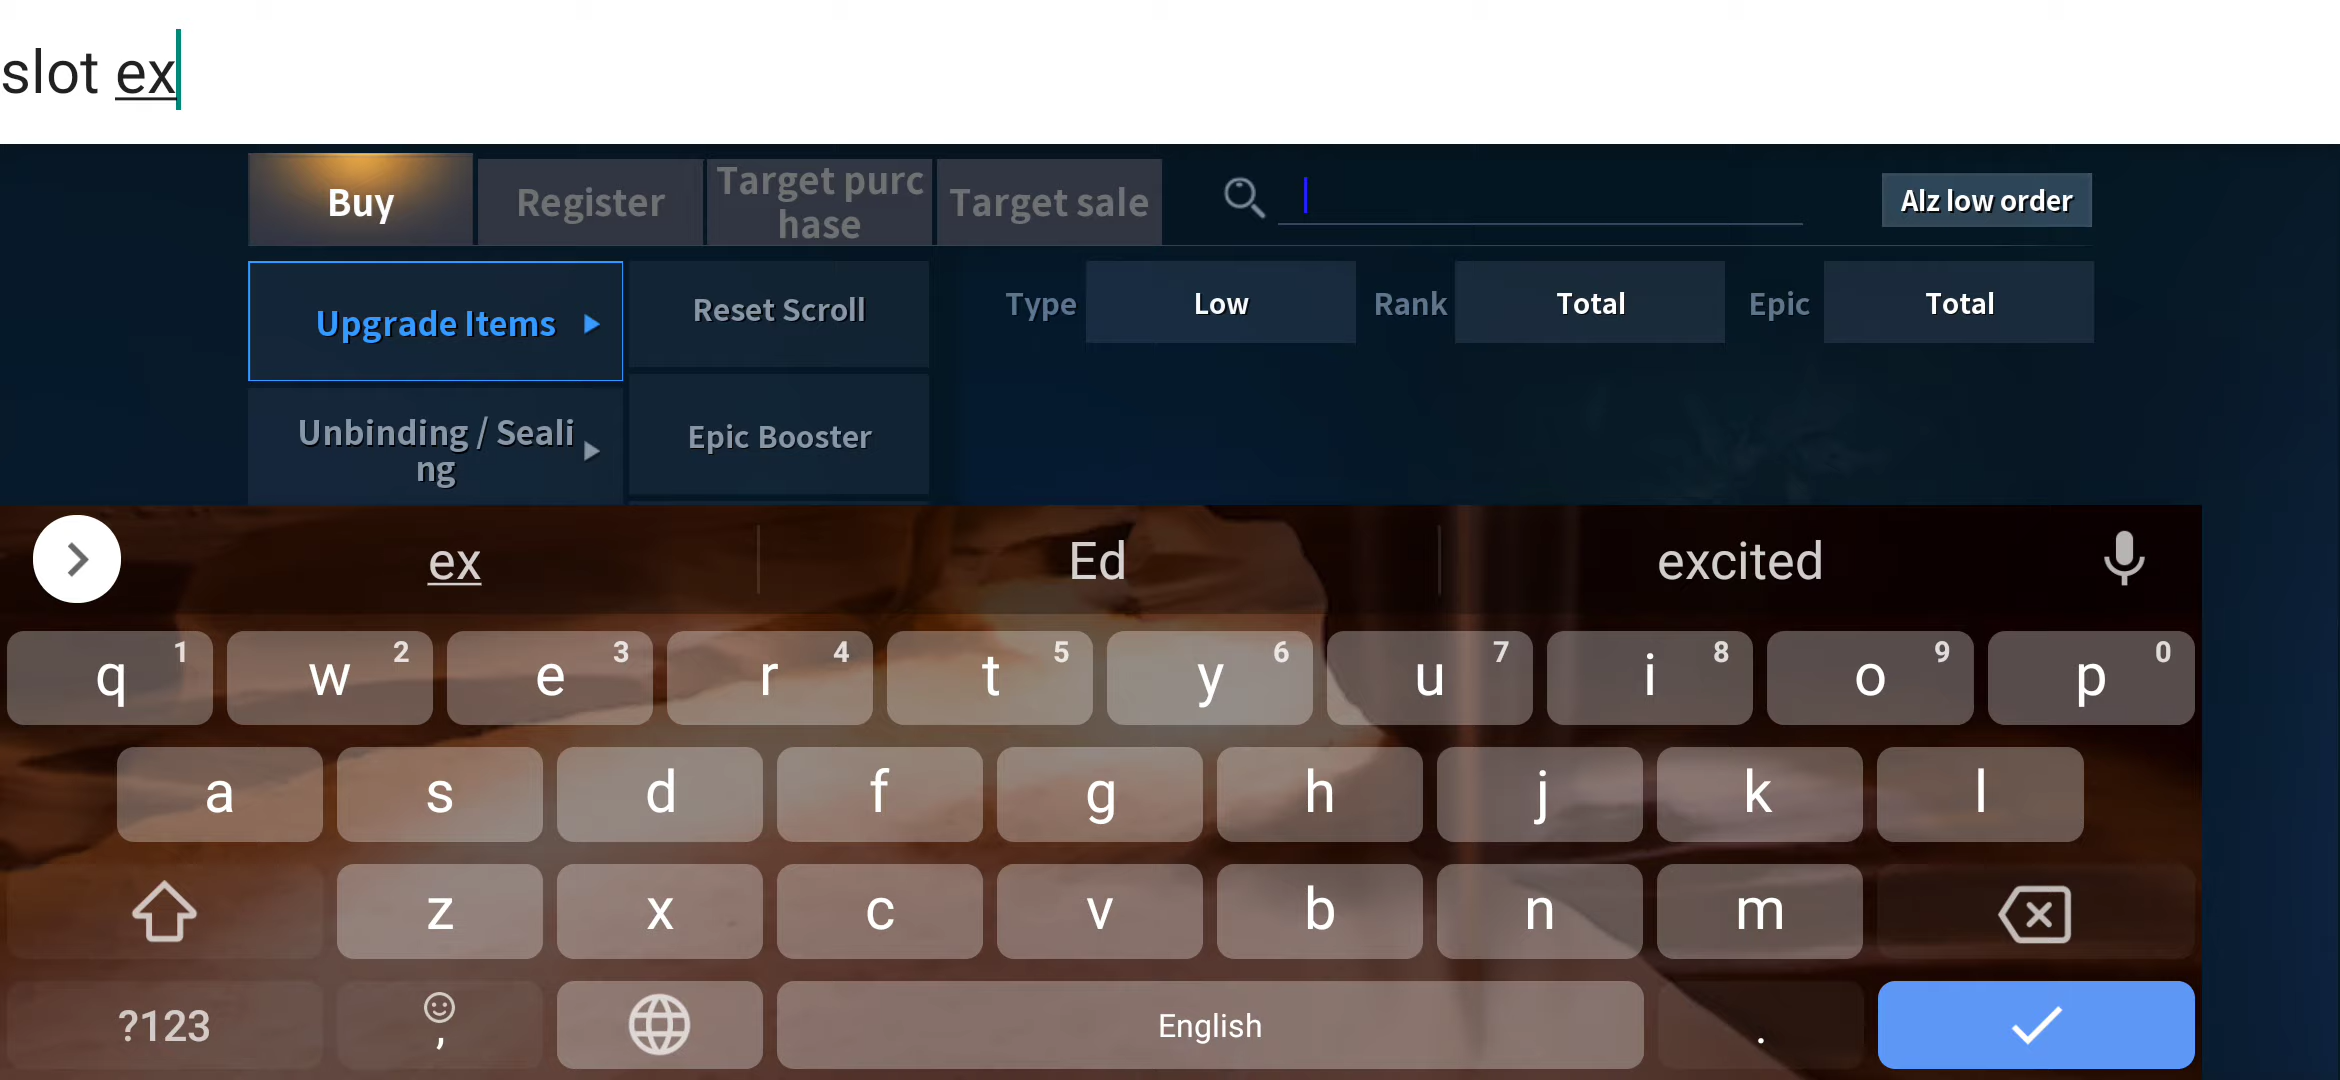 slot ex
Buy
Register
Target purc
hase
Target sale
Alz low order
Upgrade Items
Reset Scroll
Type
Low
Rank
Total
Epic
Total
Unbinding / Seali
ng
Epic Booster
ex
Ed
excited
q 1 w 2 e 3 r 4 t 5 y 6 u 7 i 8 o 9 p 0
a s d f g h j k l
z x c v b n m
?123 , English .